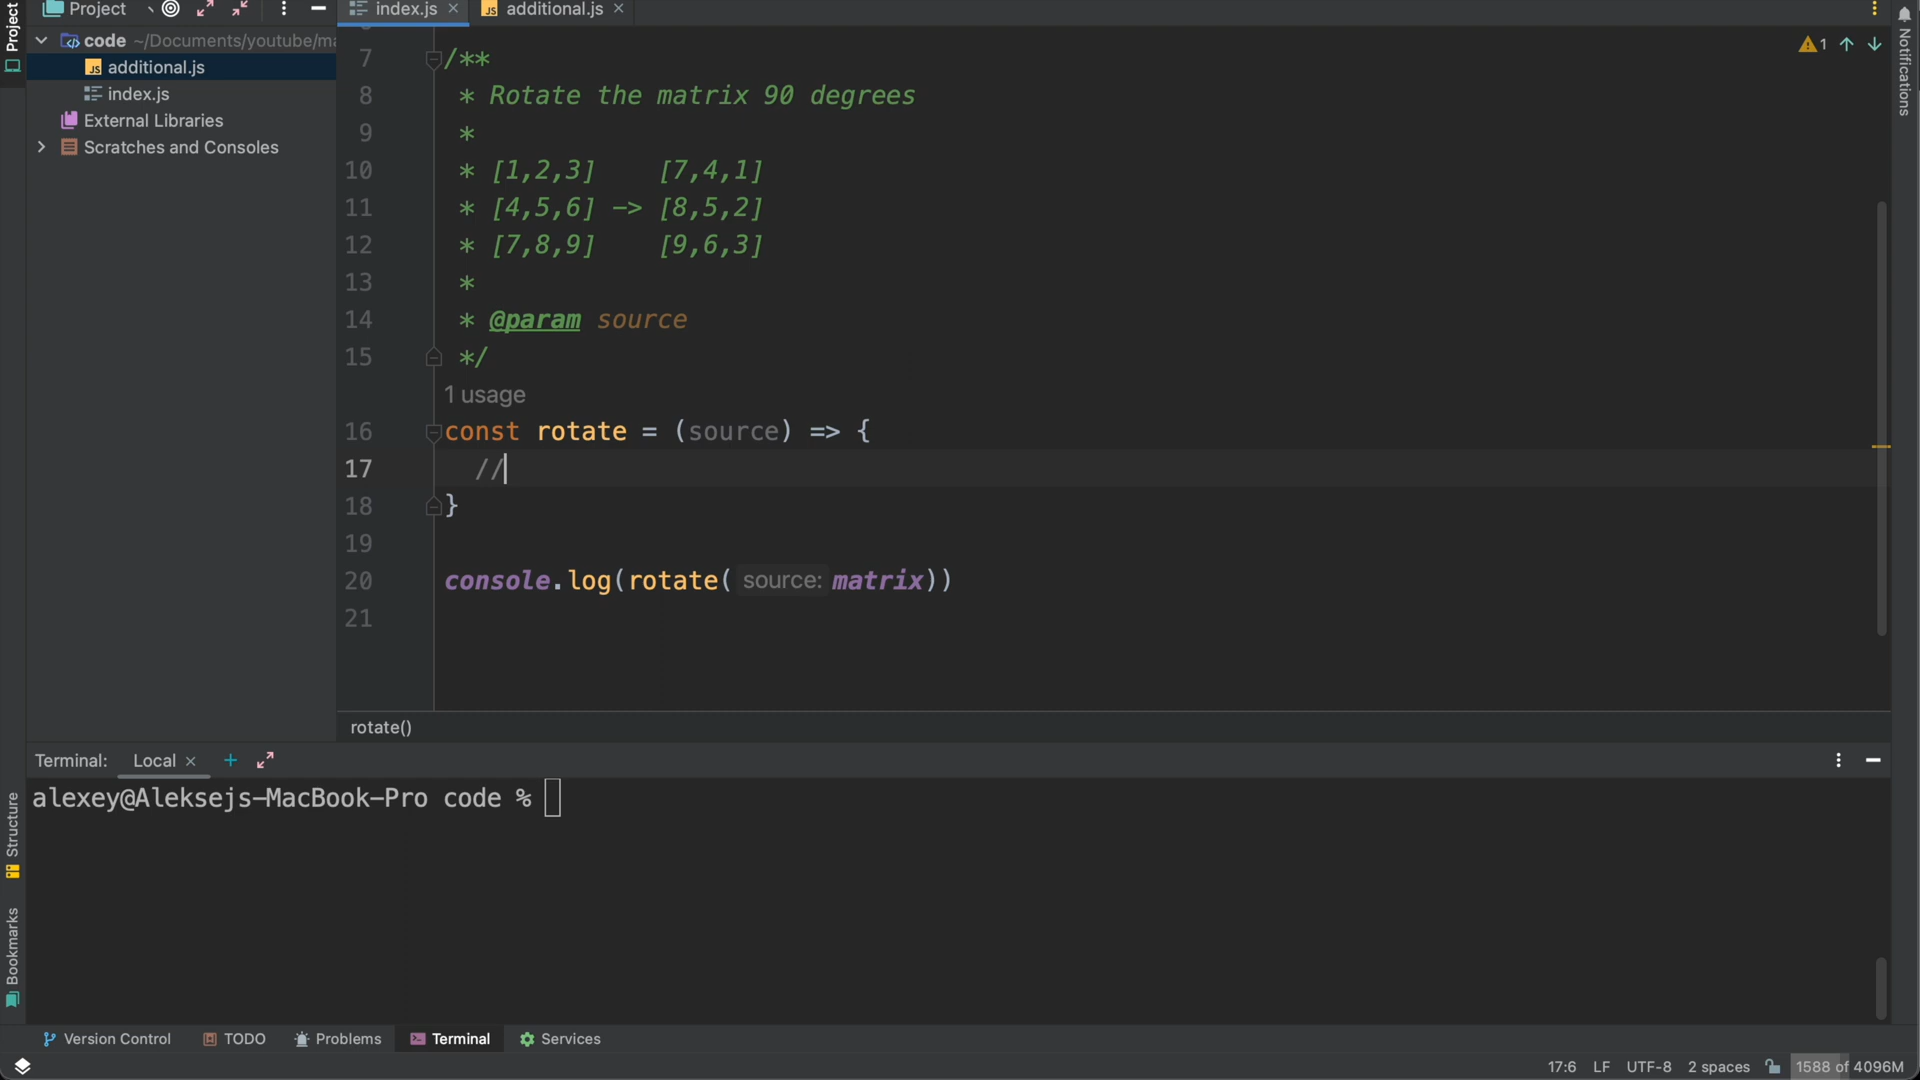 Project
index.js
additional.js
code ~/Documents/youtube/ma
additional.js
index.js
External Libraries
Scratches and Consoles
1
7 /**
8 * Rotate the matrix 90 degrees
9 *
10 * [1,2,3] [7,4,1]
11 * [4,5,6] -> [8,5,2]
12 * [7,8,9] [9,6,3]
13 *
14 * @param source
15 */
1 usage
16 const rotate = (source) => {
17 //
18 }
19
20 console.log(rotate( source: matrix))
21
rotate()
Terminal: Local
alexey@Aleksejs-MacBook-Pro code %
Version Control TODO Problems Terminal Services
17:6 LF UTF-8 2 spaces 1588 of 4096M
Project
Structure
Bookmarks
Notifications